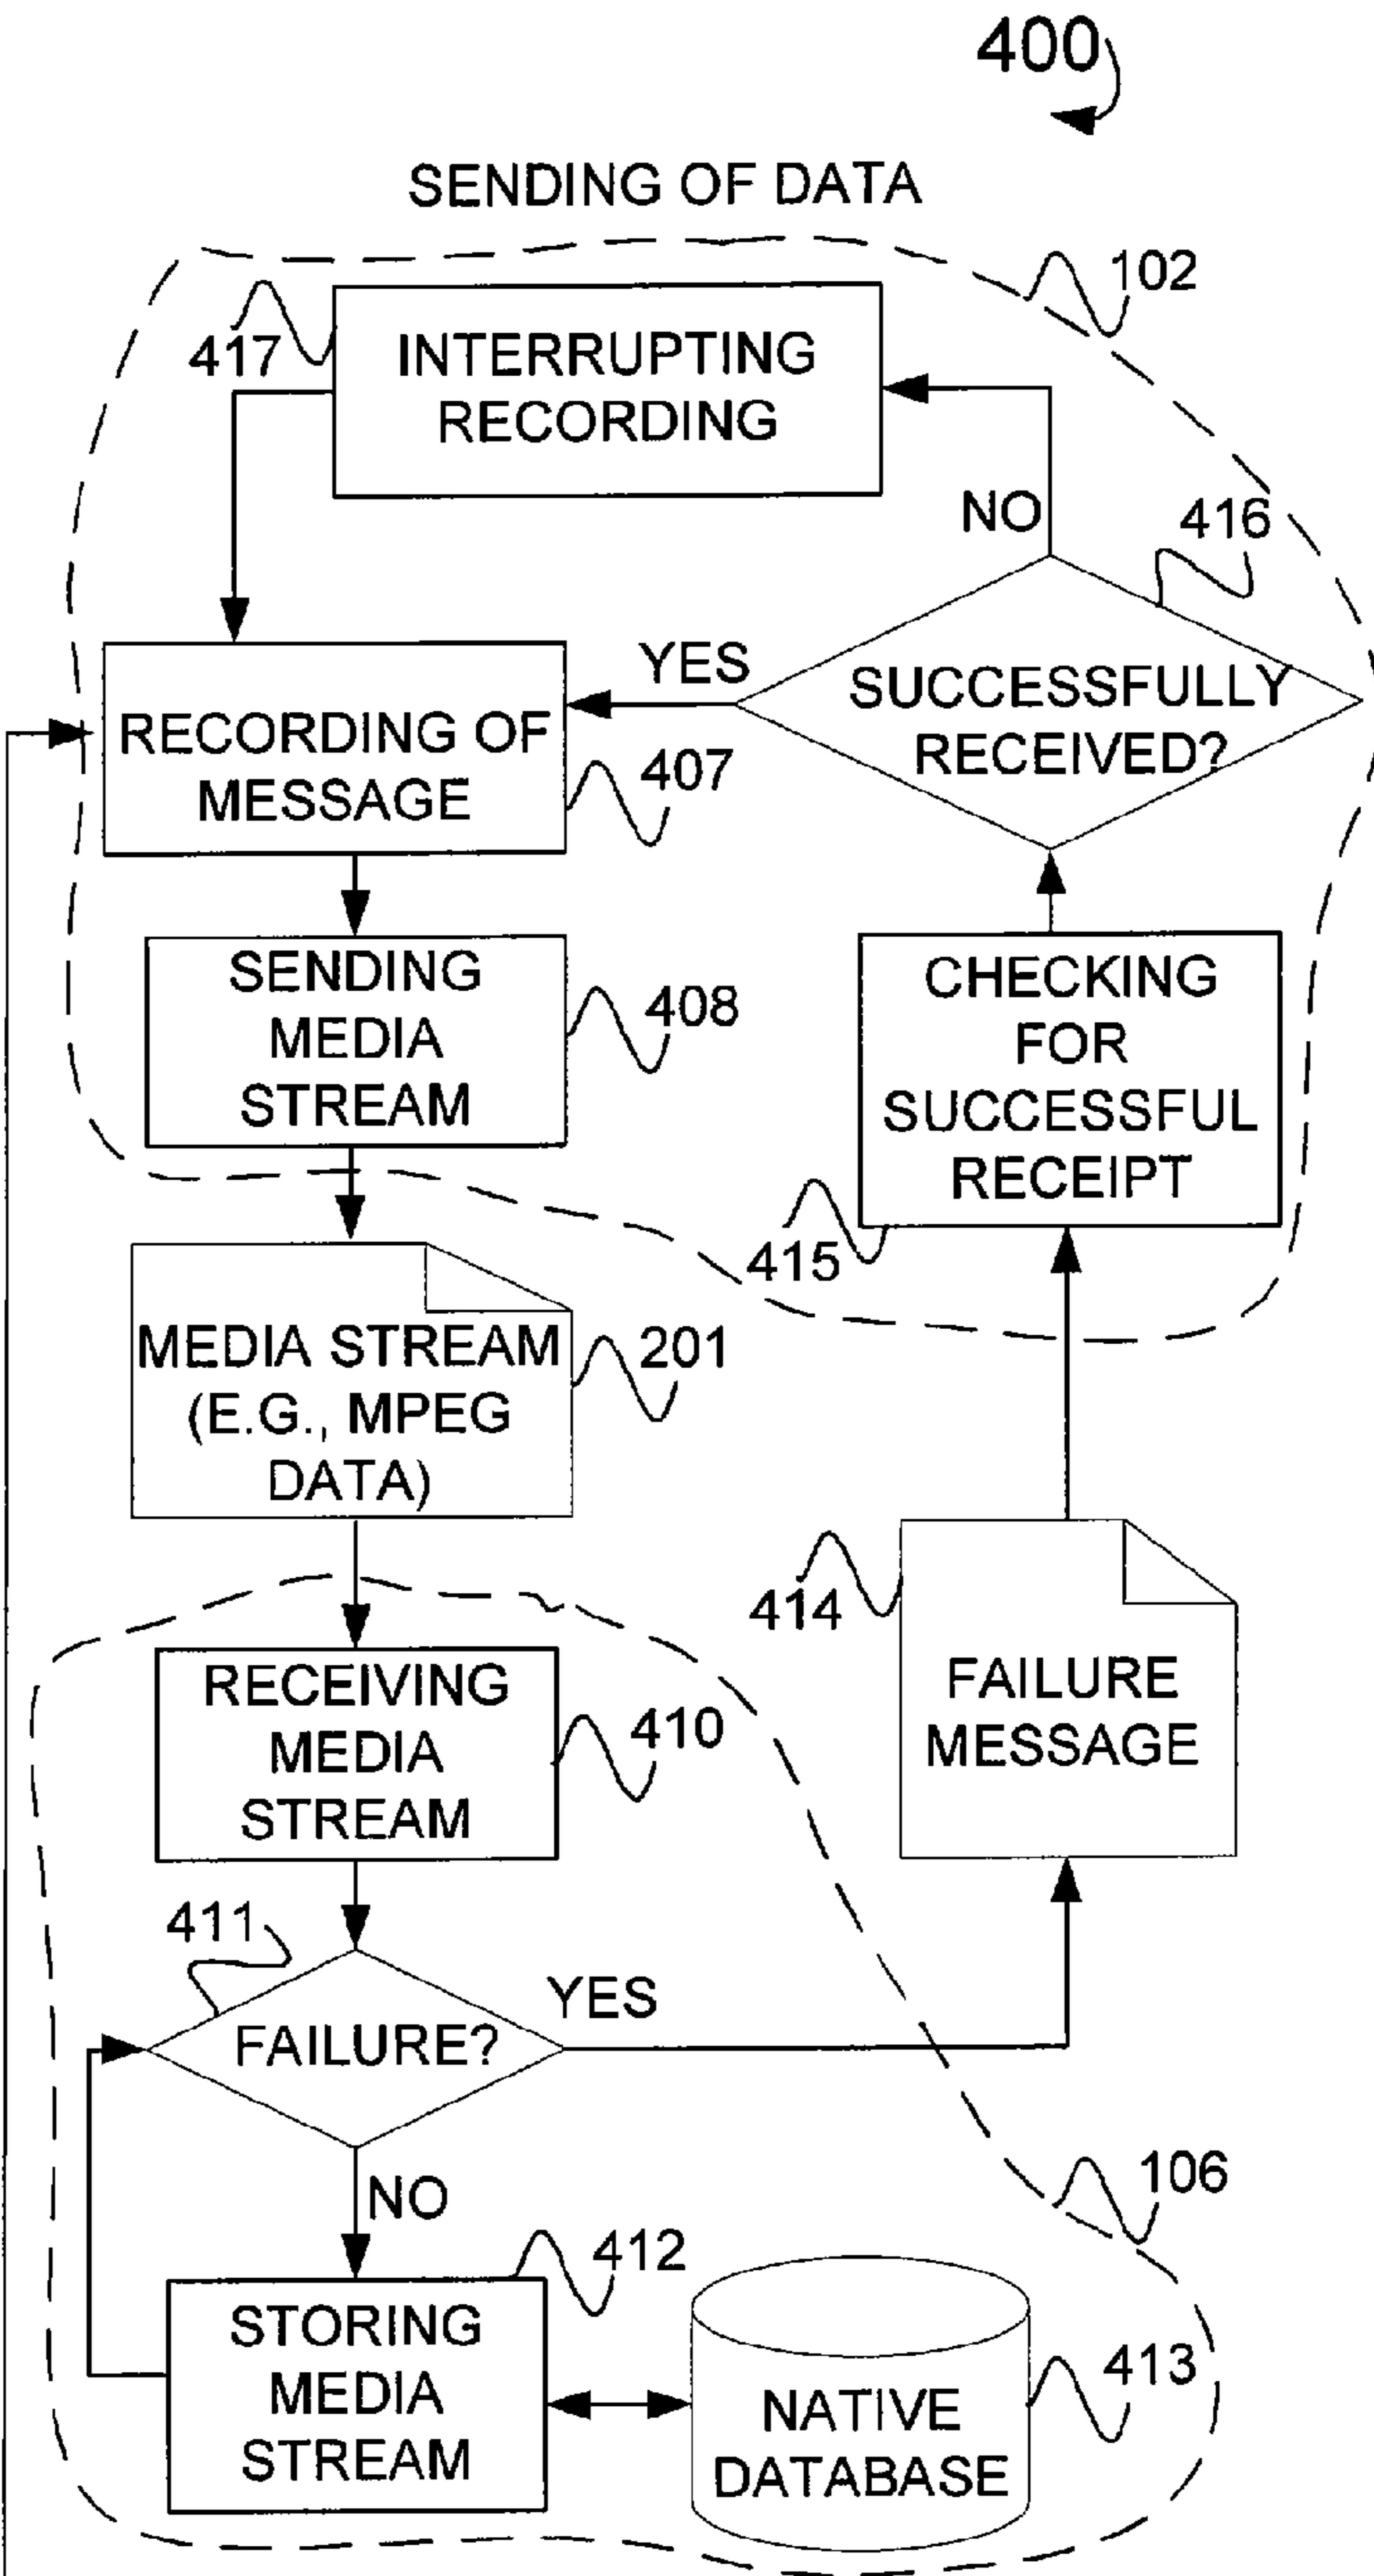 400
SENDING OF DATA
102
417
INTERRUPTING
RECORDING
NO
416
YES
SUCCESSFULLY
RECEIVED?
RECORDING OF
MESSAGE
407
SENDING
MEDIA
STREAM
408
CHECKING
FOR
SUCCESSFUL
RECEIPT
415
MEDIA STREAM
(E.G., MPEG
DATA)
201
414
FAILURE
MESSAGE
RECEIVING
MEDIA
STREAM
410
411
FAILURE?
YES
NO
106
412
STORING
MEDIA
STREAM
NATIVE
DATABASE
413